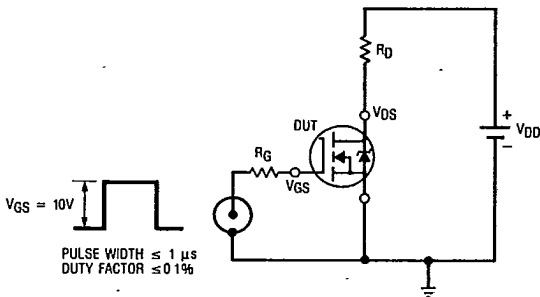 RD
VDS
DUT
+
VDD
−
RG
VGS
VGS = 10V
PULSE WIDTH ≤ 1 μs
DUTY FACTOR ≤ 0 1%